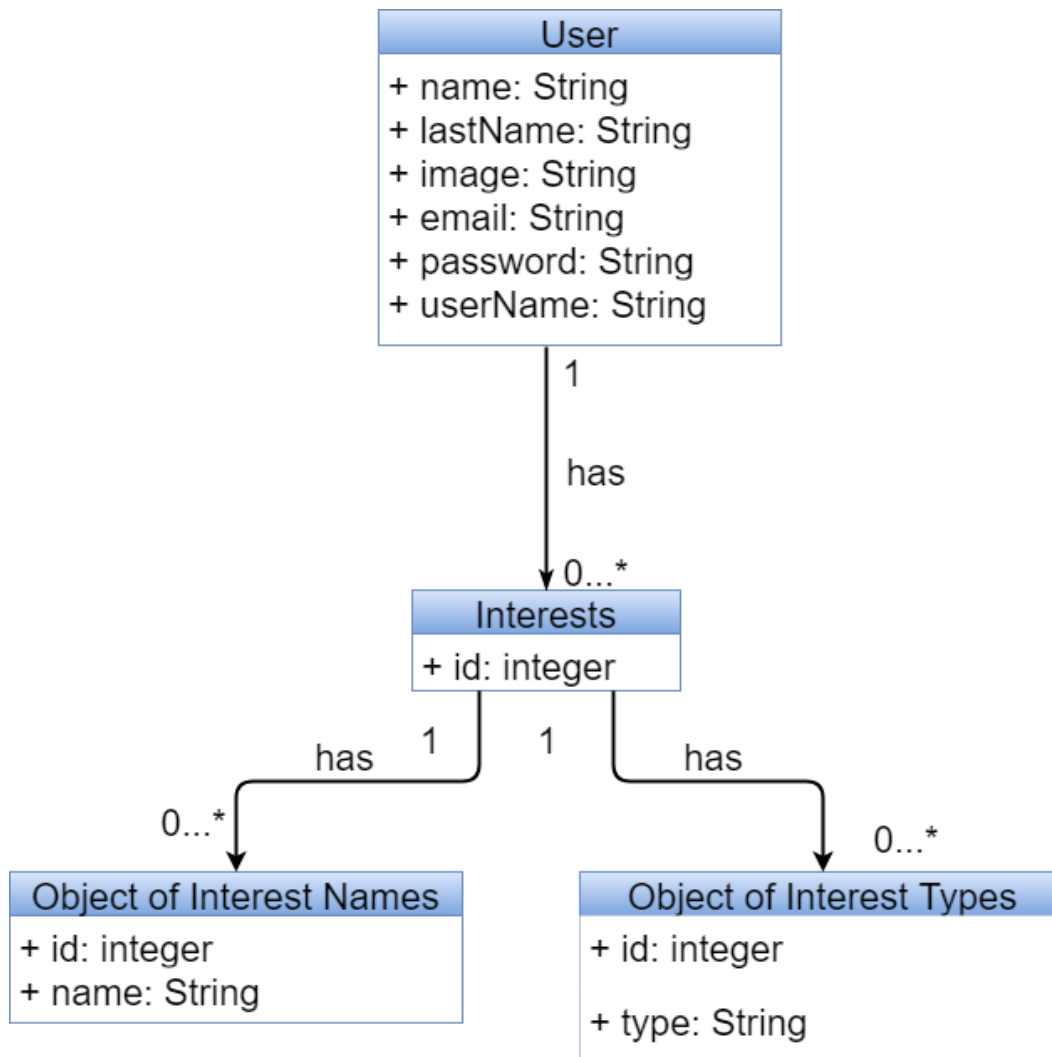 User
+ name: String
+ lastName: String
+ image: String
+ email: String
+ password: String
+ userName: String
1
has
0...*
Interests
+ id: integer
1
1
has
has
0...*
0...*
Object of Interest Names
+ id: integer
+ name: String
Object of Interest Types
+ id: integer
+ type: String